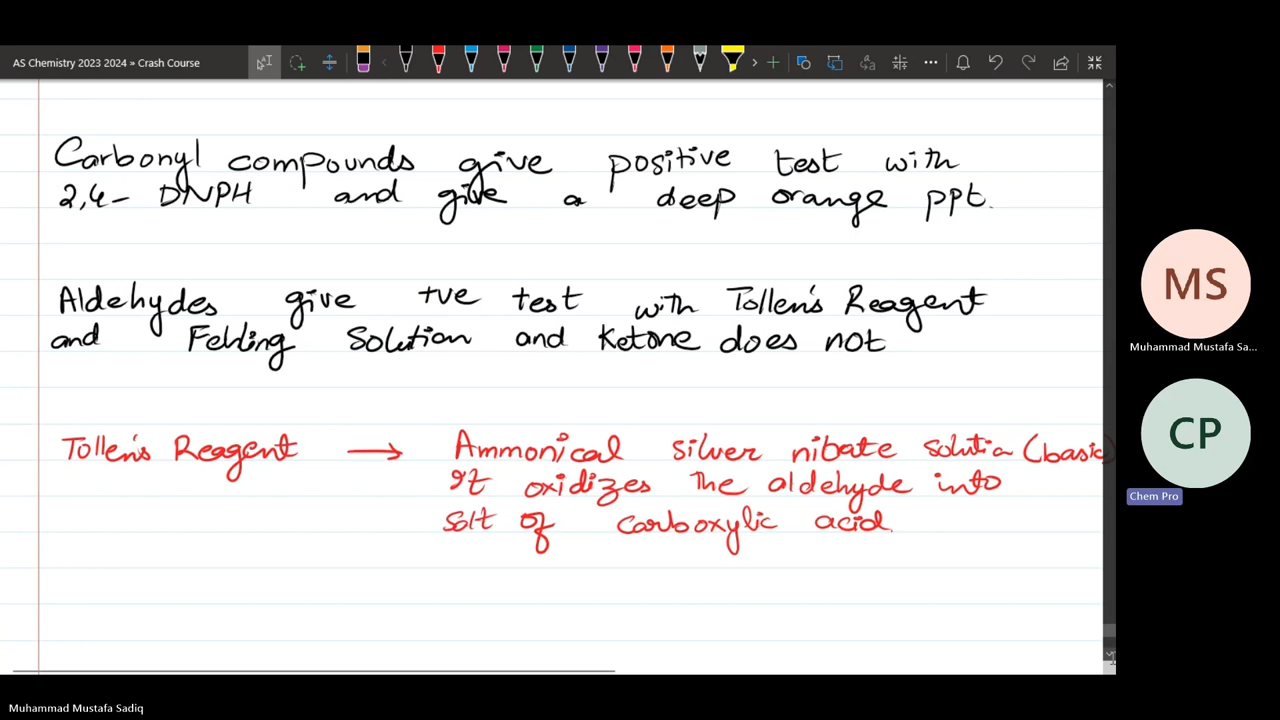 AS Chemistry 2023 2024 » Crash Course
Carbonyl compounds give positive test with
2,4- DNPH and give a deep orange ppt.
Aldehydes give +ve test with Tollen's Reagent
and Fehling Solution and Ketone does not
Tollen's Reagent → Ammonical silver nitrate solution (basic)
It oxidizes the aldehyde into
salt of carboxylic acid.
MS
Muhammad Mustafa Sa...
CP
Chem Pro
Muhammad Mustafa Sadiq